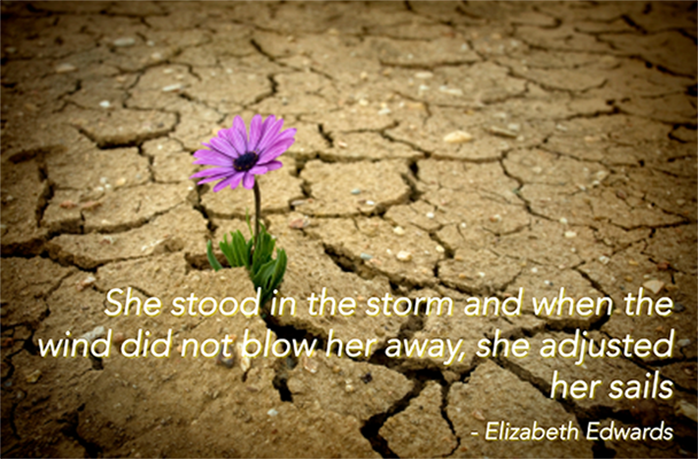 She stood in the storm and when the
wind did not blow her away, she adjusted
her sails
- Elizabeth Edwards